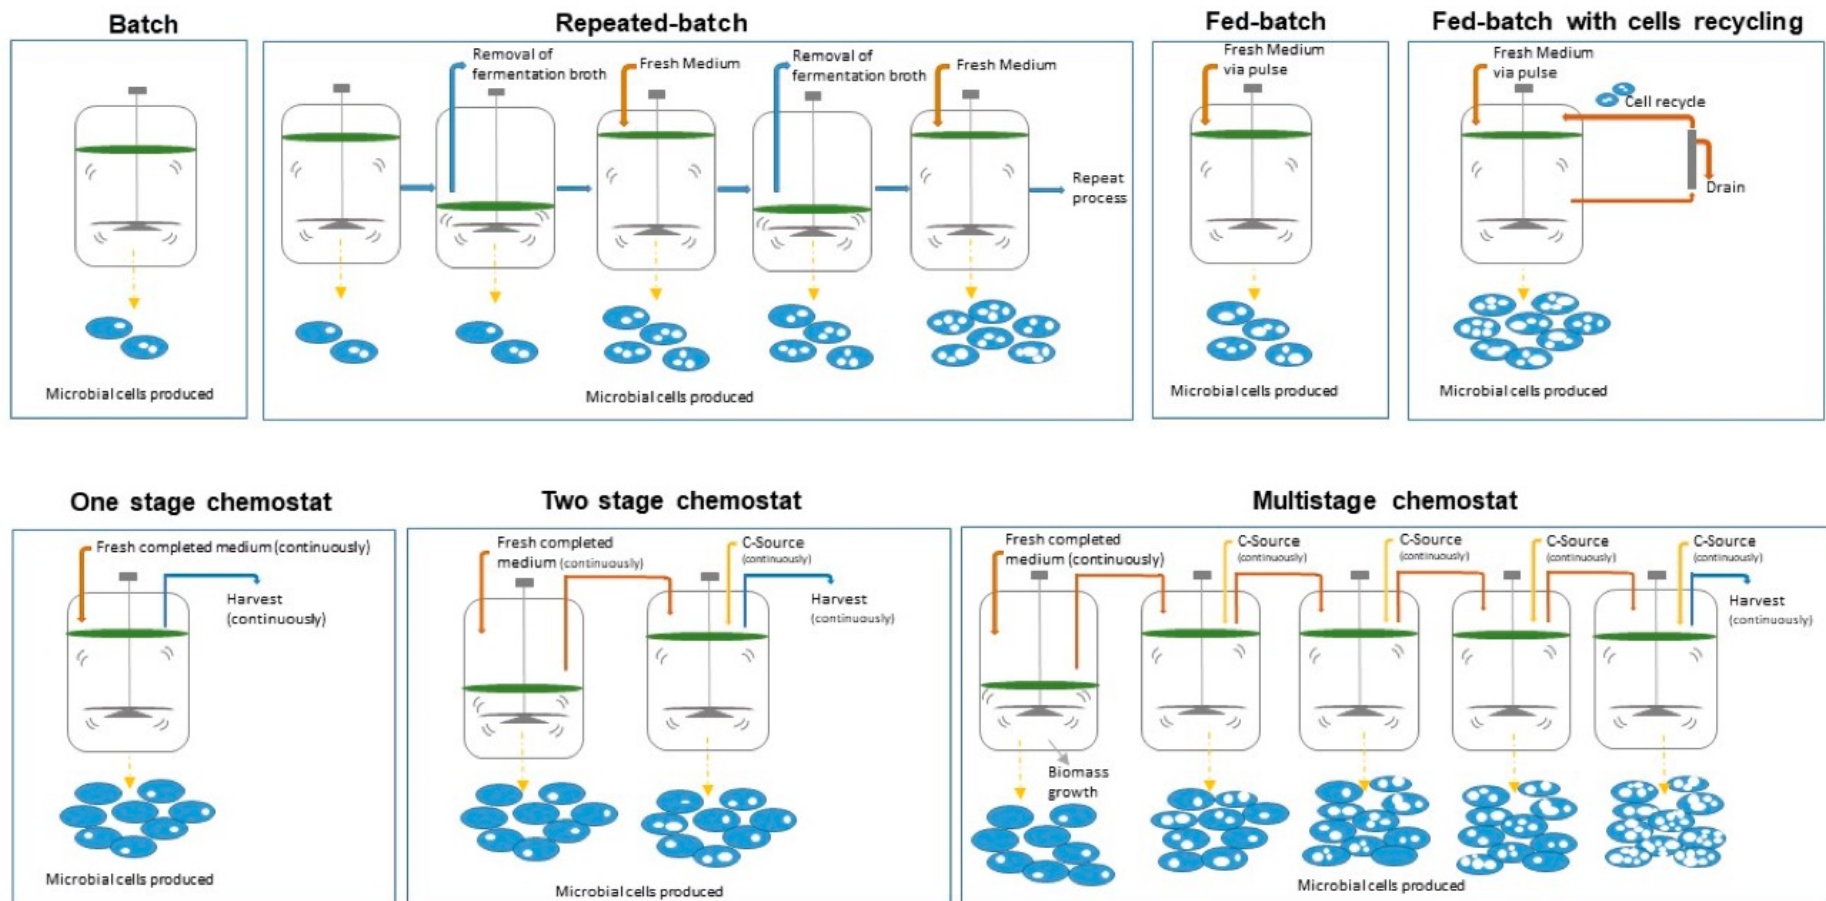 Batch
Microbial cells produced
Repeated-batch
Removal of
fermentation broth
Fresh Medium
Removal of
fermentation broth
Fresh Medium
Repeat
process
Microbial cells produced
Fed-batch
Fresh Medium
via pulse
Microbial cells produced
Fed-batch with cells recycling
Fresh Medium
via pulse
Cell recycle
Drain
Microbial cells produced
One stage chemostat
Fresh completed medium (continuously)
Harvest
(continuously)
Microbial cells produced
Two stage chemostat
Fresh completed
medium (continuously)
C-Source
(continuously)
Harvest
(continuously)
Microbial cells produced
Multistage chemostat
Fresh completed
medium (continuously)
C-Source
(continuously)
C-Source
(continuously)
C-Source
(continuously)
C-Source
(continuously)
Harvest
(continuously)
Biomass
growth
Microbial cells produced